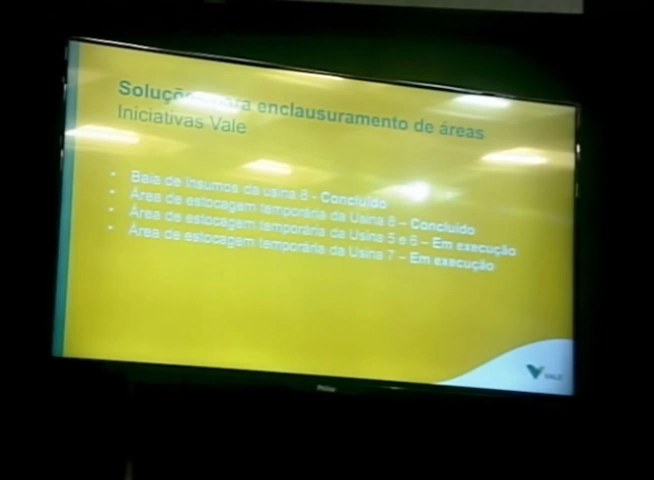 Soluções para enclausuramento de áreas
Iniciativas Vale
• Baia de Insumos da usina 8 - Concluído
• Área de estocagem temporária da Usina 8 – Concluído
• Área de estocagem temporária da Usina 5 e 6 – Em execução
• Área de estocagem temporária da Usina 7 – Em execução
VALE